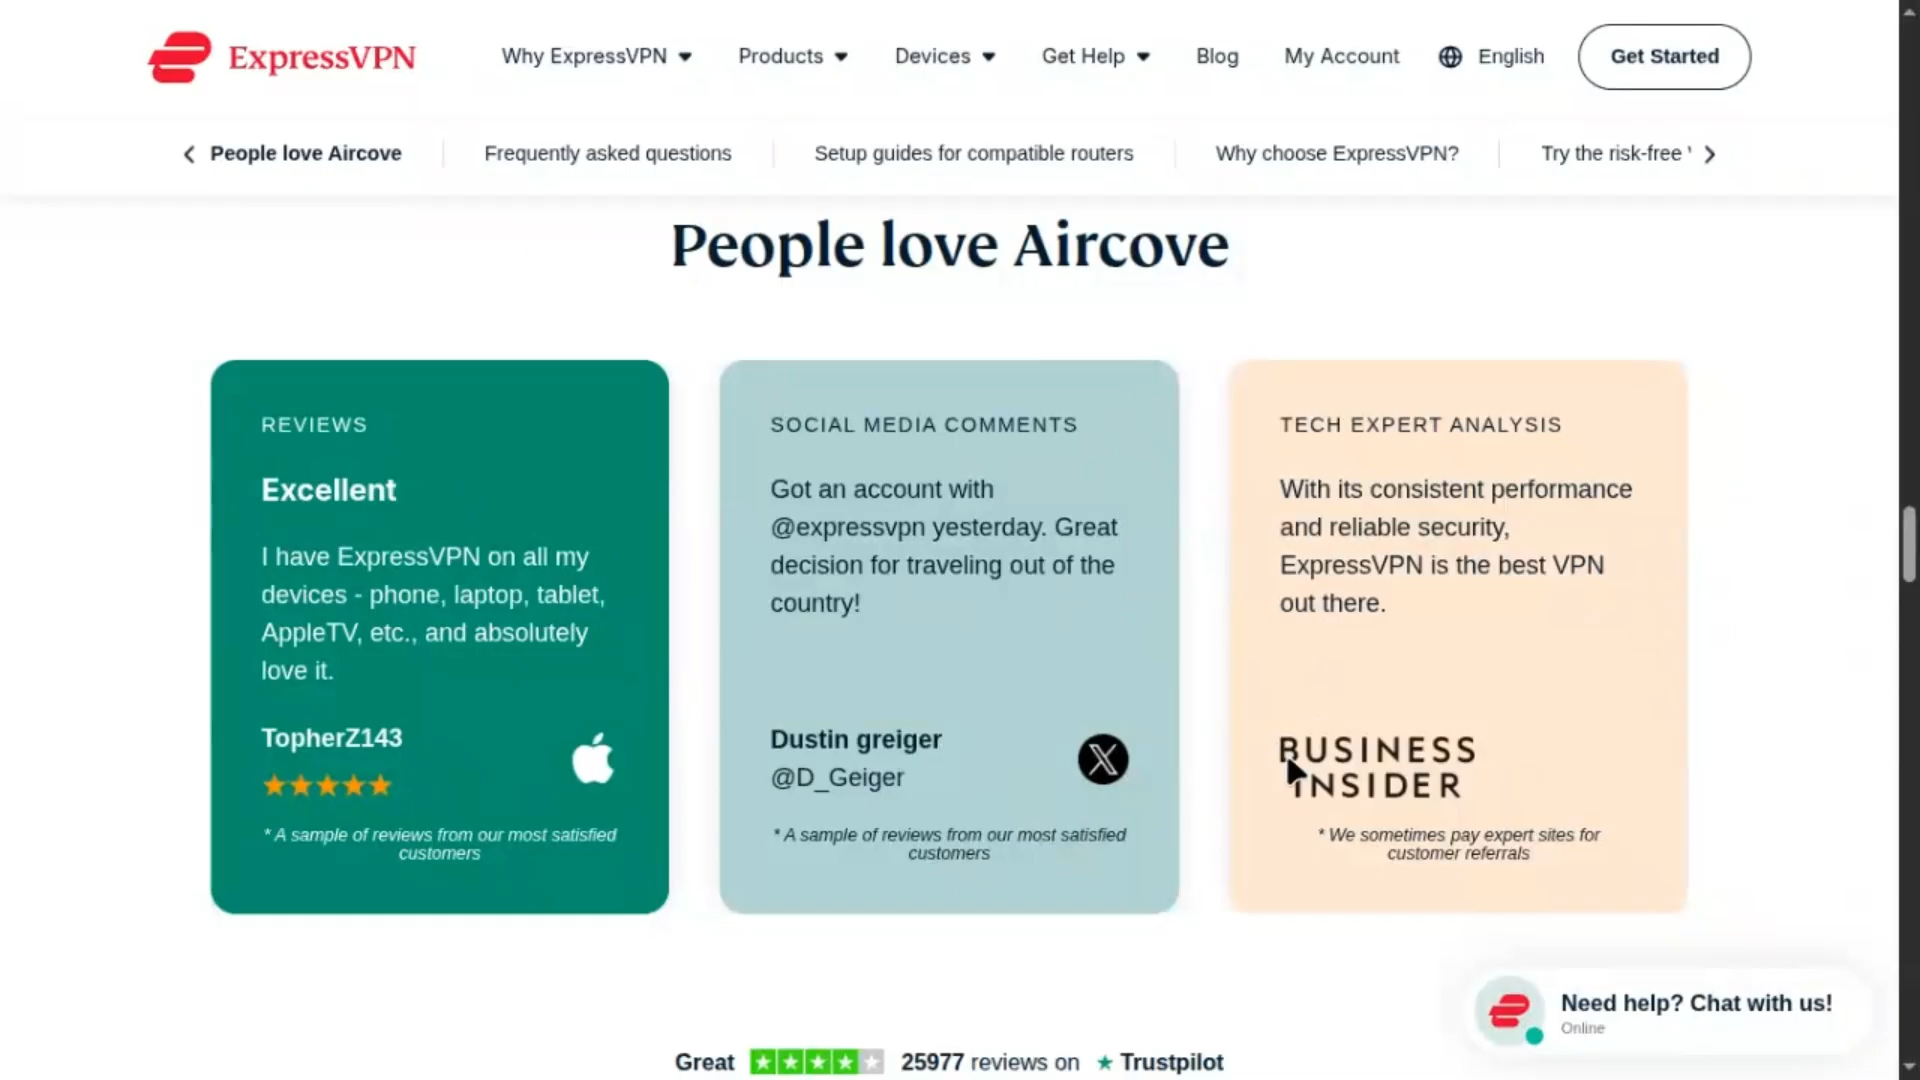 ExpressVPN
Why ExpressVPN
Products
Devices
Get Help
Blog
My Account
English
Get Started
People love Aircove
Frequently asked questions
Setup guides for compatible routers
Why choose ExpressVPN?
Try the risk-free
People love Aircove
REVIEWS
Excellent
I have ExpressVPN on all my
devices - phone, laptop, tablet,
AppleTV, etc., and absolutely
love it.
TopherZ143
* A sample of reviews from our most satisfied
customers
SOCIAL MEDIA COMMENTS
Got an account with
@expressvpn yesterday. Great
decision for traveling out of the
country!
Dustin greiger
@D_Geiger
* A sample of reviews from our most satisfied
customers
TECH EXPERT ANALYSIS
With its consistent performance
and reliable security,
ExpressVPN is the best VPN
out there.
BUSINESS
INSIDER
* We sometimes pay expert sites for
customer referrals
Need help? Chat with us!
Online
Great 25977 reviews on Trustpilot